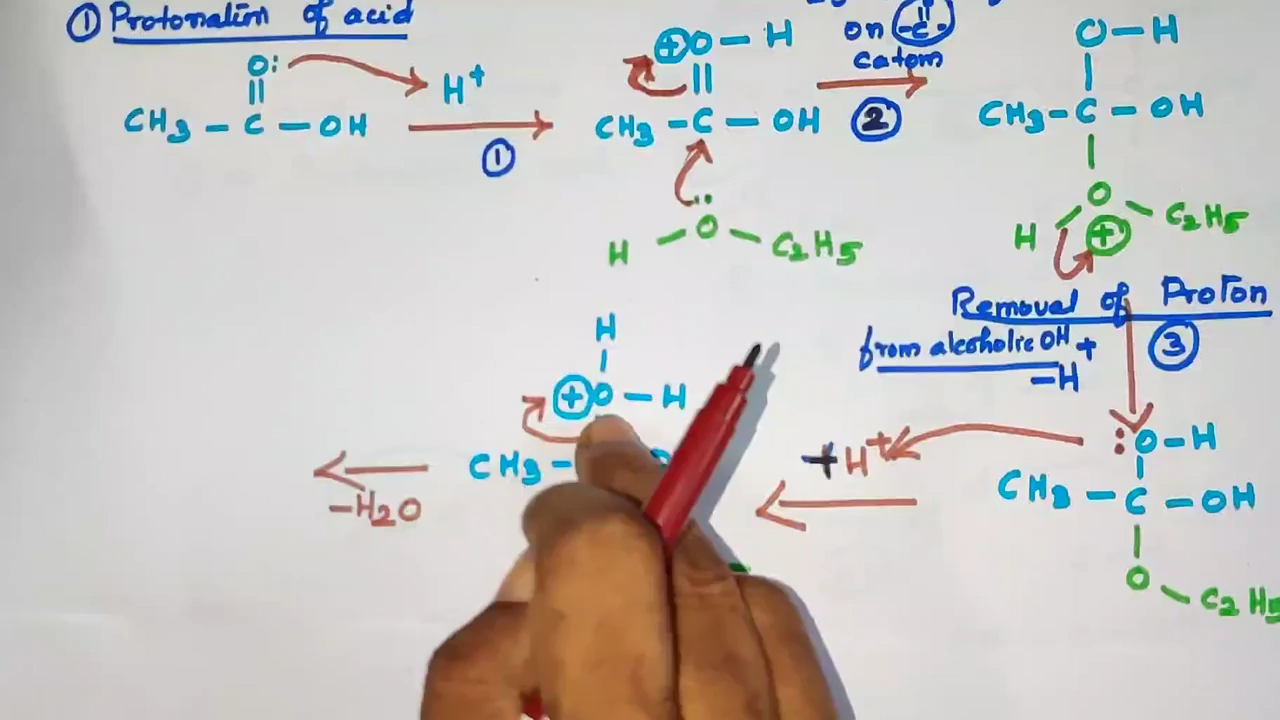 ① Protonation of acid
on -C-
Catom
O:
||
CH3 - C - OH
H+
①
⊕O - H
||
CH3 - C - OH
②
O - H
|
CH3 - C - OH
|
O
H ⊕ C2H5
H - O - C2H5
Removal of Proton
from alcoholic OH
-H+
③
H
|
⊕O - H
CH3 -
-H2O
+H+
:O-H
|
CH3 - C - OH
|
O - C2H5